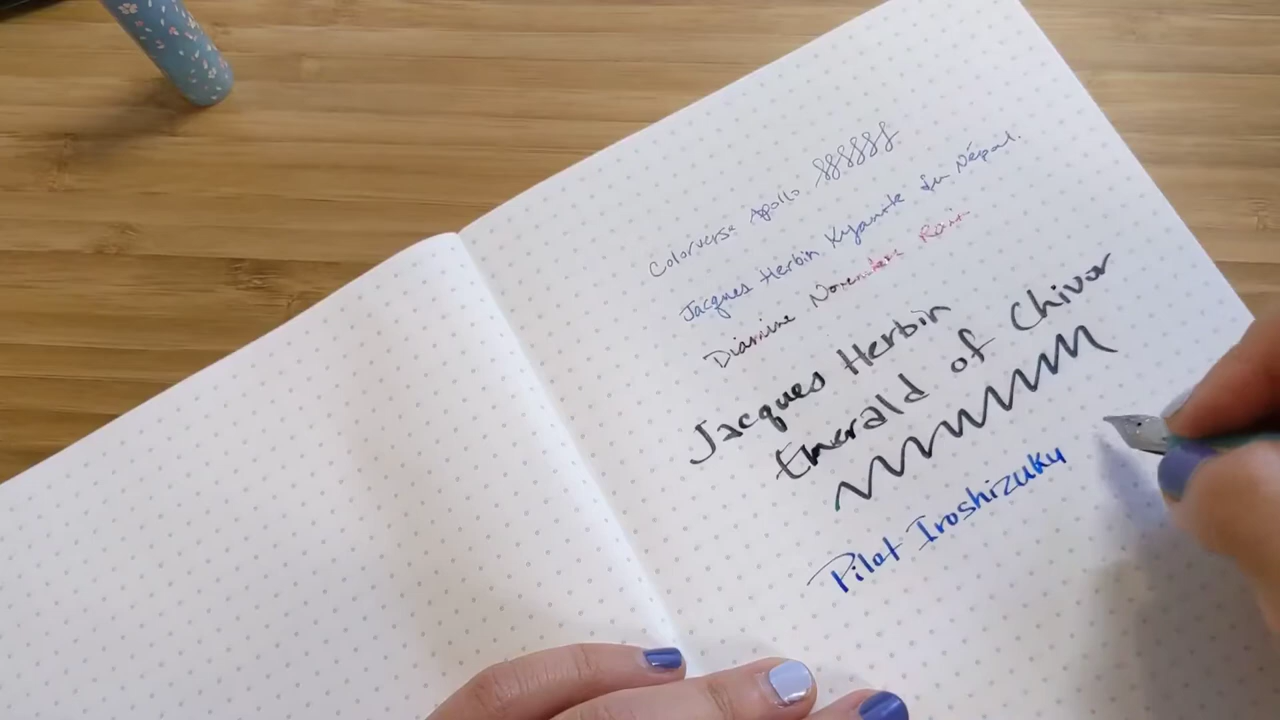 Colorverse Apollo
Jacques Herbin Kyanite du Népal.
Diamine November Rain
Jacques Herbin
Emerald of Chivor
Pilot Iroshizuku